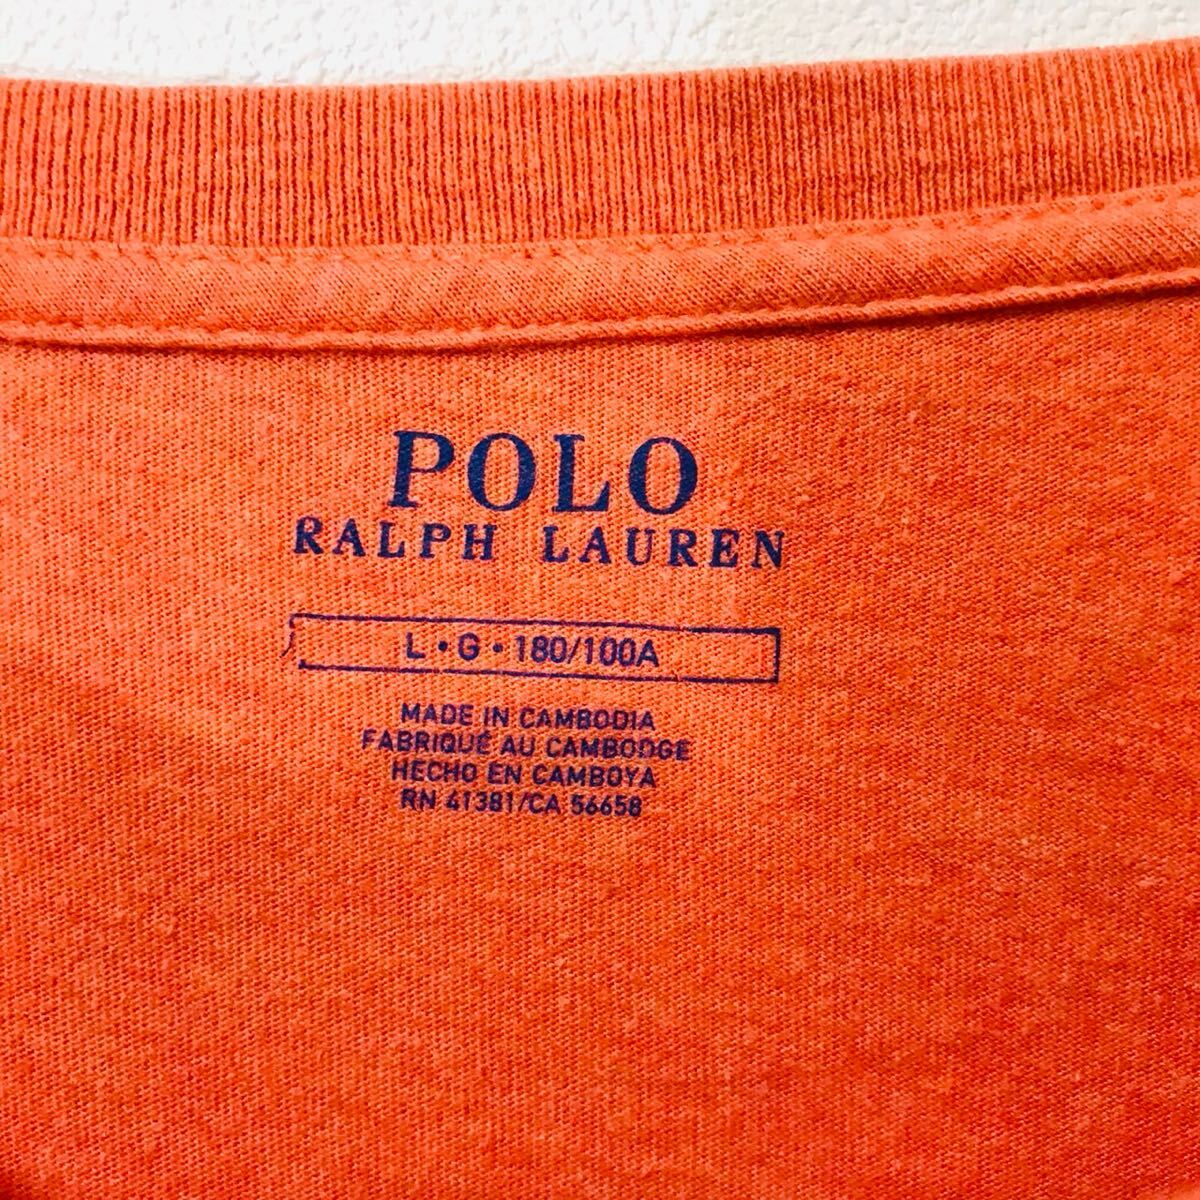 POLO
RALPH LAUREN
L • G • 180/100A
MADE IN CAMBODIA
FABRIQUÉ AU CAMBODGE
HECHO EN CAMBOYA
RN 41381/CA 56658